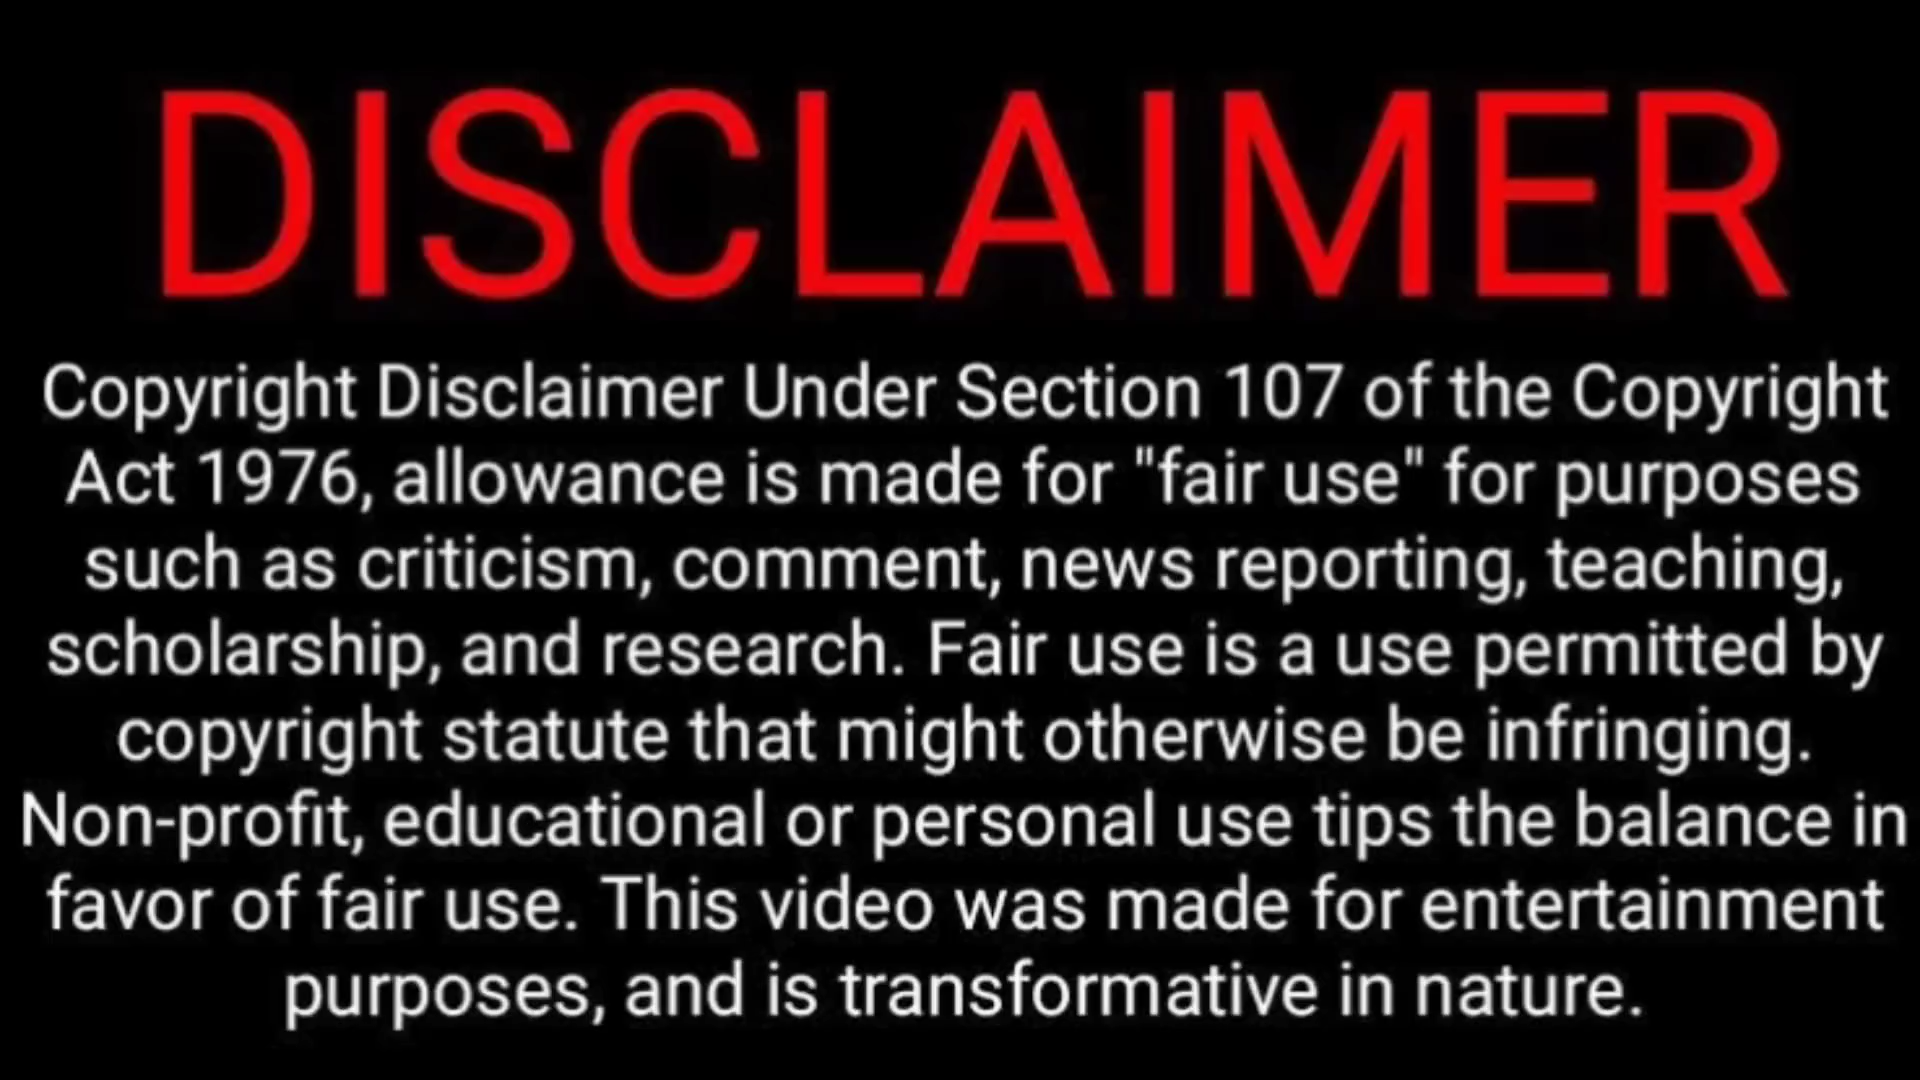 DISCLAIMER
Copyright Disclaimer Under Section 107 of the Copyright
Act 1976, allowance is made for "fair use" for purposes
such as criticism, comment, news reporting, teaching,
scholarship, and research. Fair use is a use permitted by
copyright statute that might otherwise be infringing.
Non-profit, educational or personal use tips the balance in
favor of fair use. This video was made for entertainment
purposes, and is transformative in nature.